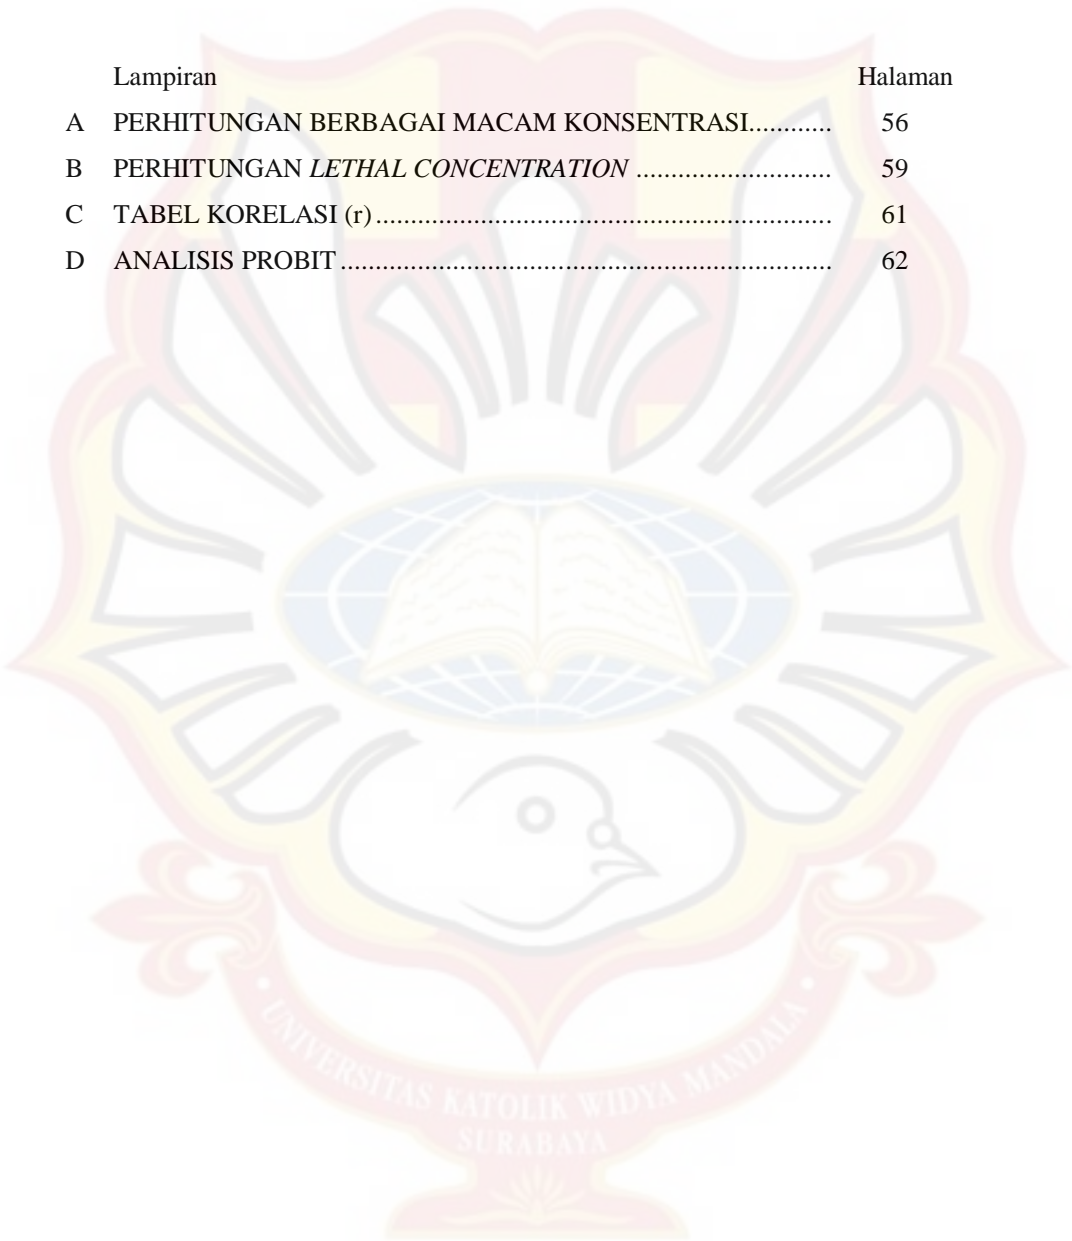 Lampiran Halaman
A PERHITUNGAN BERBAGAI MACAM KONSENTRASI............ 56
B PERHITUNGAN LETHAL CONCENTRATION ............................ 59
C TABEL KORELASI (r)................................................................. 61
D ANALISIS PROBIT...................................................................... 62
• UNIVERSITAS KATOLIK WIDYA MANDALA •
SURABAYA